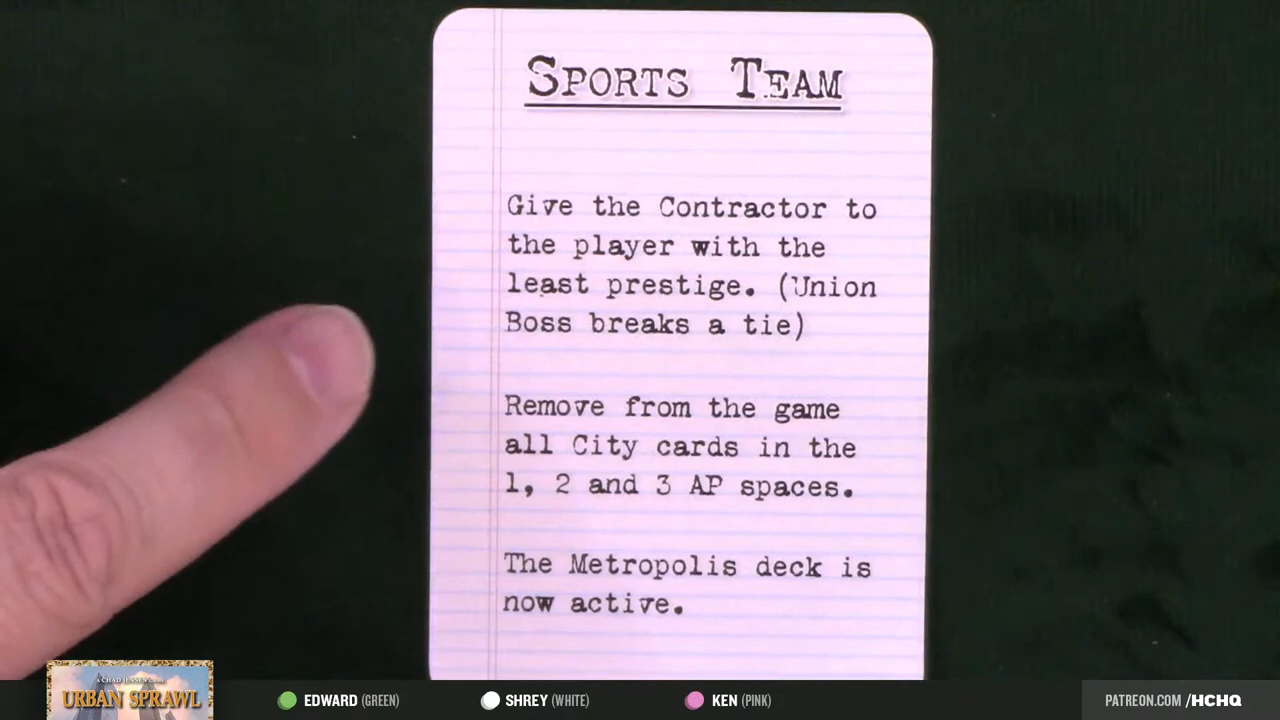 SPORTS TEAM
Give the Contractor to
the player with the
least prestige. (Union
Boss breaks a tie)
Remove from the game
all City cards in the
1, 2 and 3 AP spaces.
The Metropolis deck is
now active.
A CHAD JENSEN GAME
URBAN SPRAWL
EDWARD (GREEN)
SHREY (WHITE)
KEN (PINK)
PATREON.COM/HCHQ